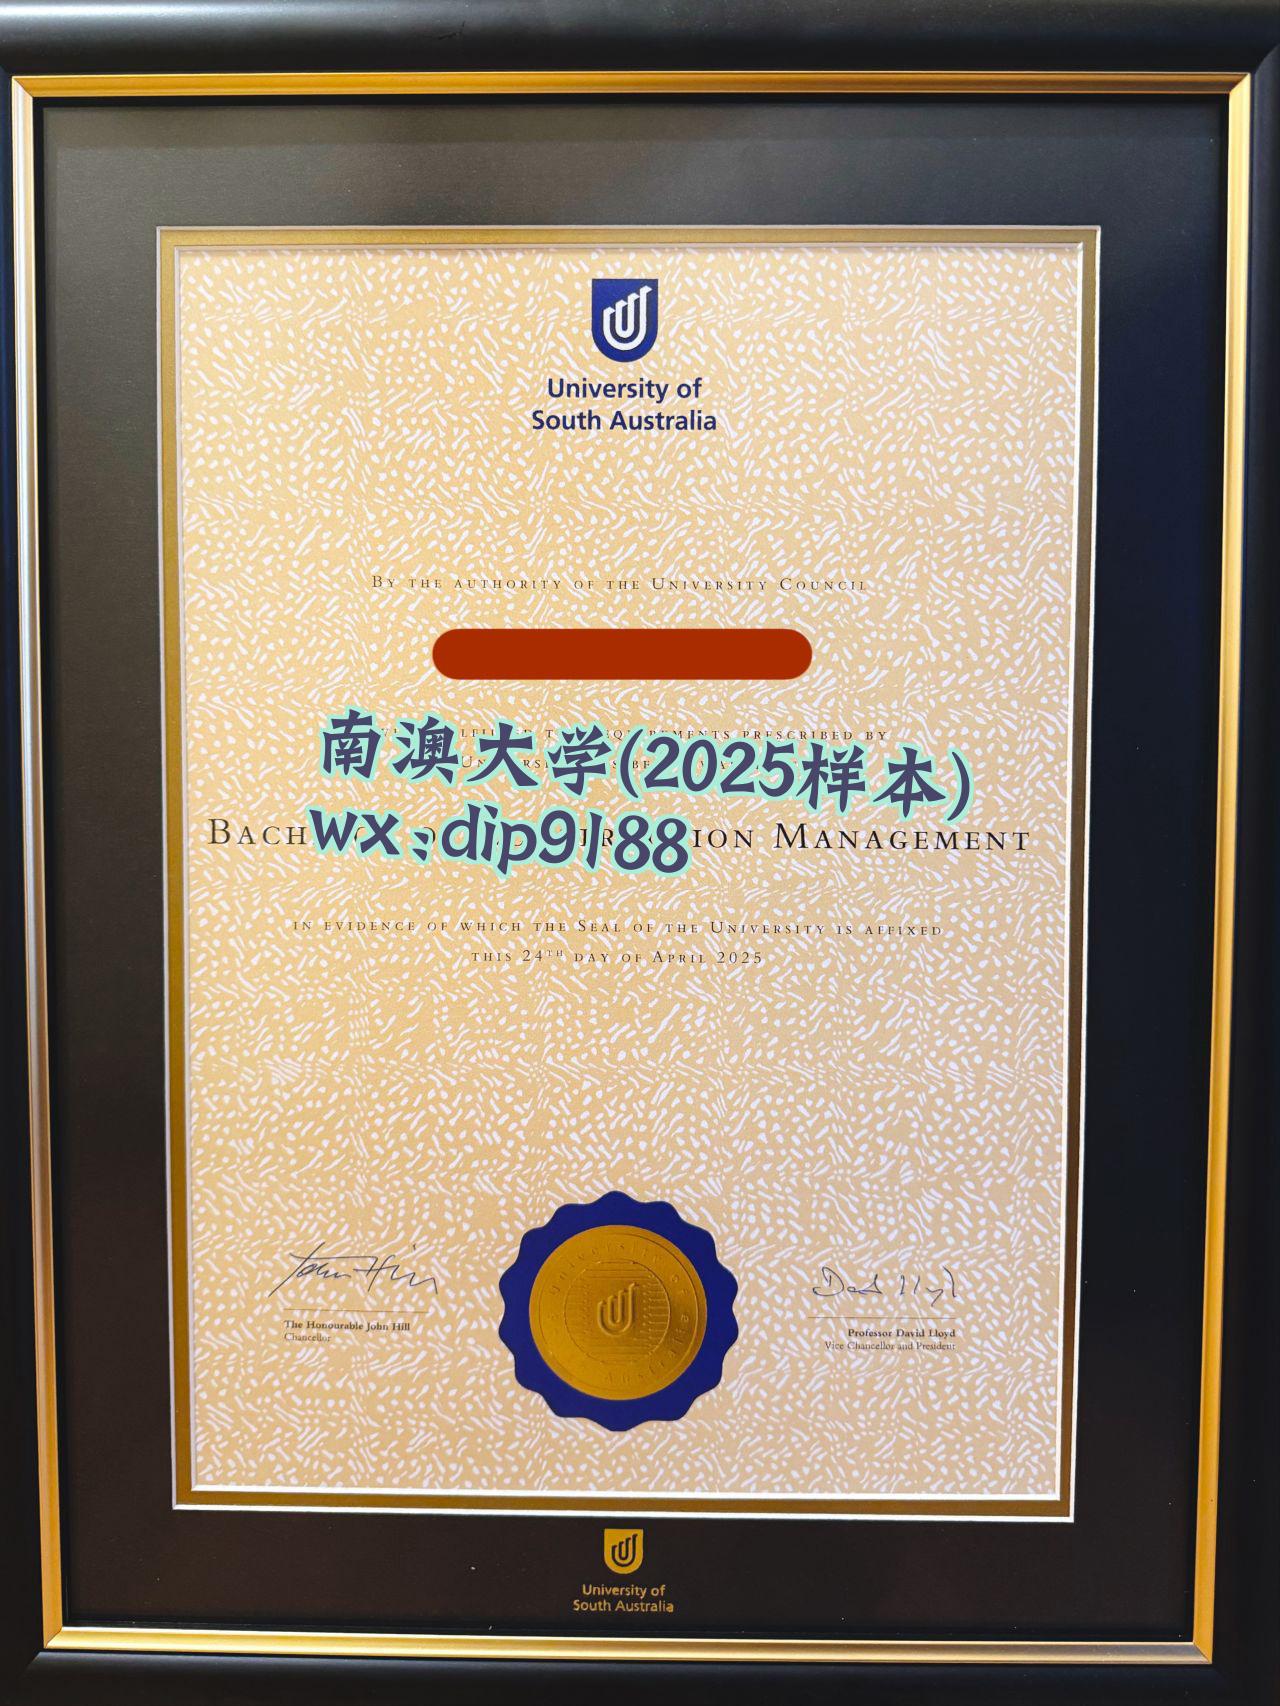 University of
South Australia
By the authority of the University Council
南澳大学(2025样本)
wx:dip9188
prescribed by
Management
in evidence of which the Seal of the University is affixed
this 24th day of April 2025
The Honourable John Hill
Chancellor
Professor David Lloyd
Vice Chancellor and President
University of
South Australia